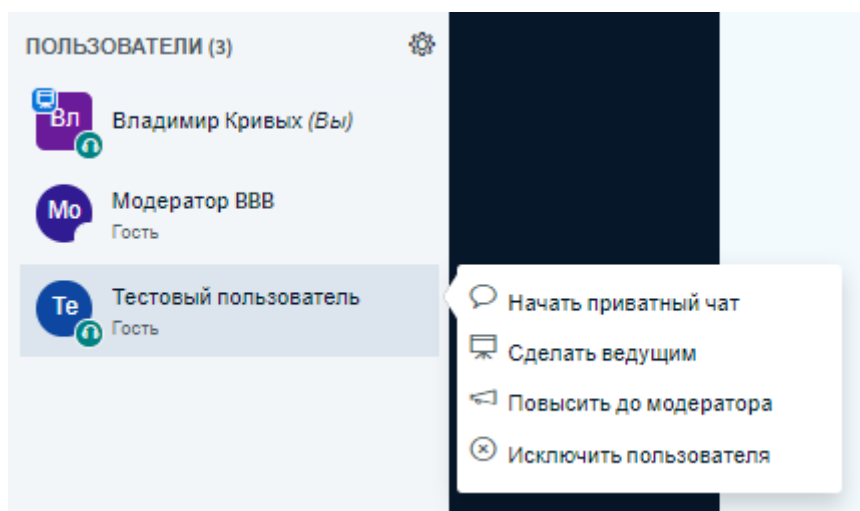 ПОЛЬЗОВАТЕЛИ (3)
Вл
Владимир Кривых (Вы)
Мо
Модератор ВВВ
Гость
Те
Тестовый пользователь
Гость
Начать приватный чат
Сделать ведущим
Повысить до модератора
Исключить пользователя